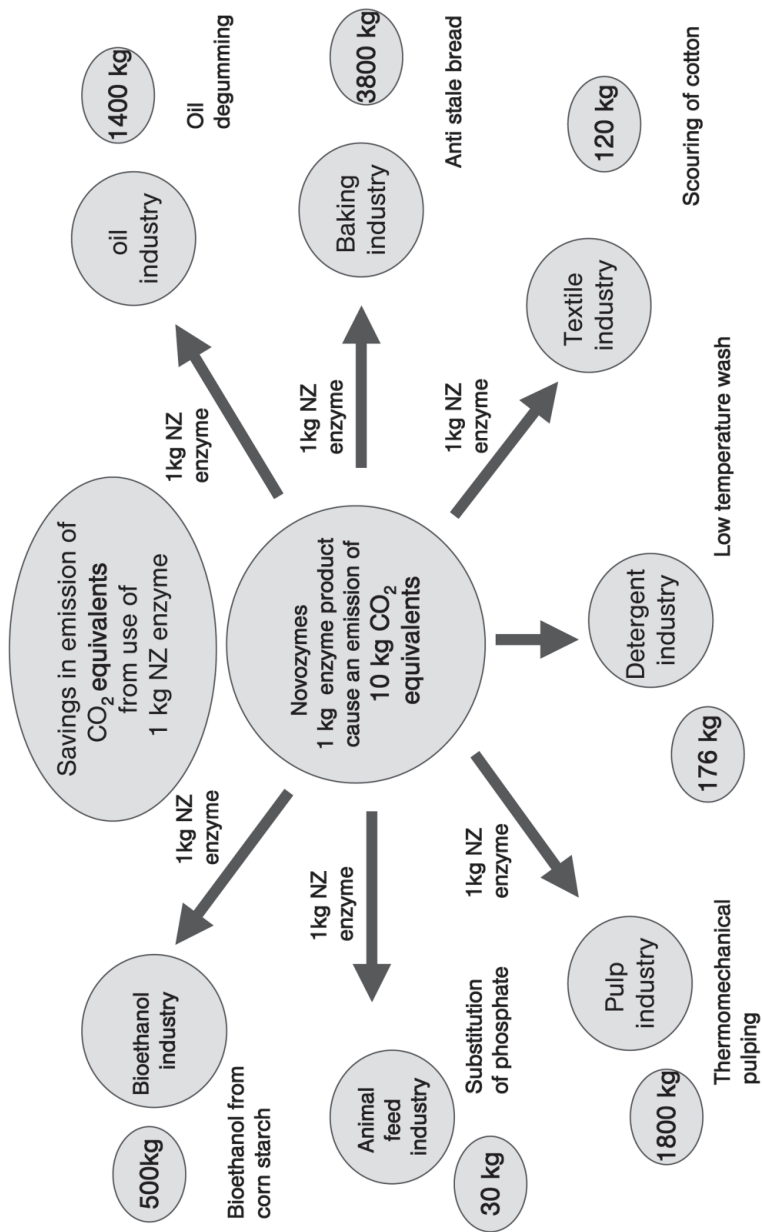 Savings in emission of
CO₂ equivalents
from use of
1 kg NZ enzyme
Novozymes
1 kg enzyme product
cause an emission of
10 kg CO₂
equivalents
1kg NZ
enzyme
Bioethanol
industry
500kg
Bioethanol from
corn starch
1kg NZ
enzyme
oil
industry
1400 kg
Oil
degumming
1kg NZ
enzyme
Animal
feed
industry
30 kg
Substitution
of phosphate
1kg NZ
enzyme
Baking
industry
3800 kg
Anti stale bread
1kg NZ
enzyme
Pulp
industry
1800 kg
Thermomechanical
pulping
Detergent
industry
176 kg
Low temperature wash
1kg NZ
enzyme
Textile
industry
120 kg
Scouring of cotton